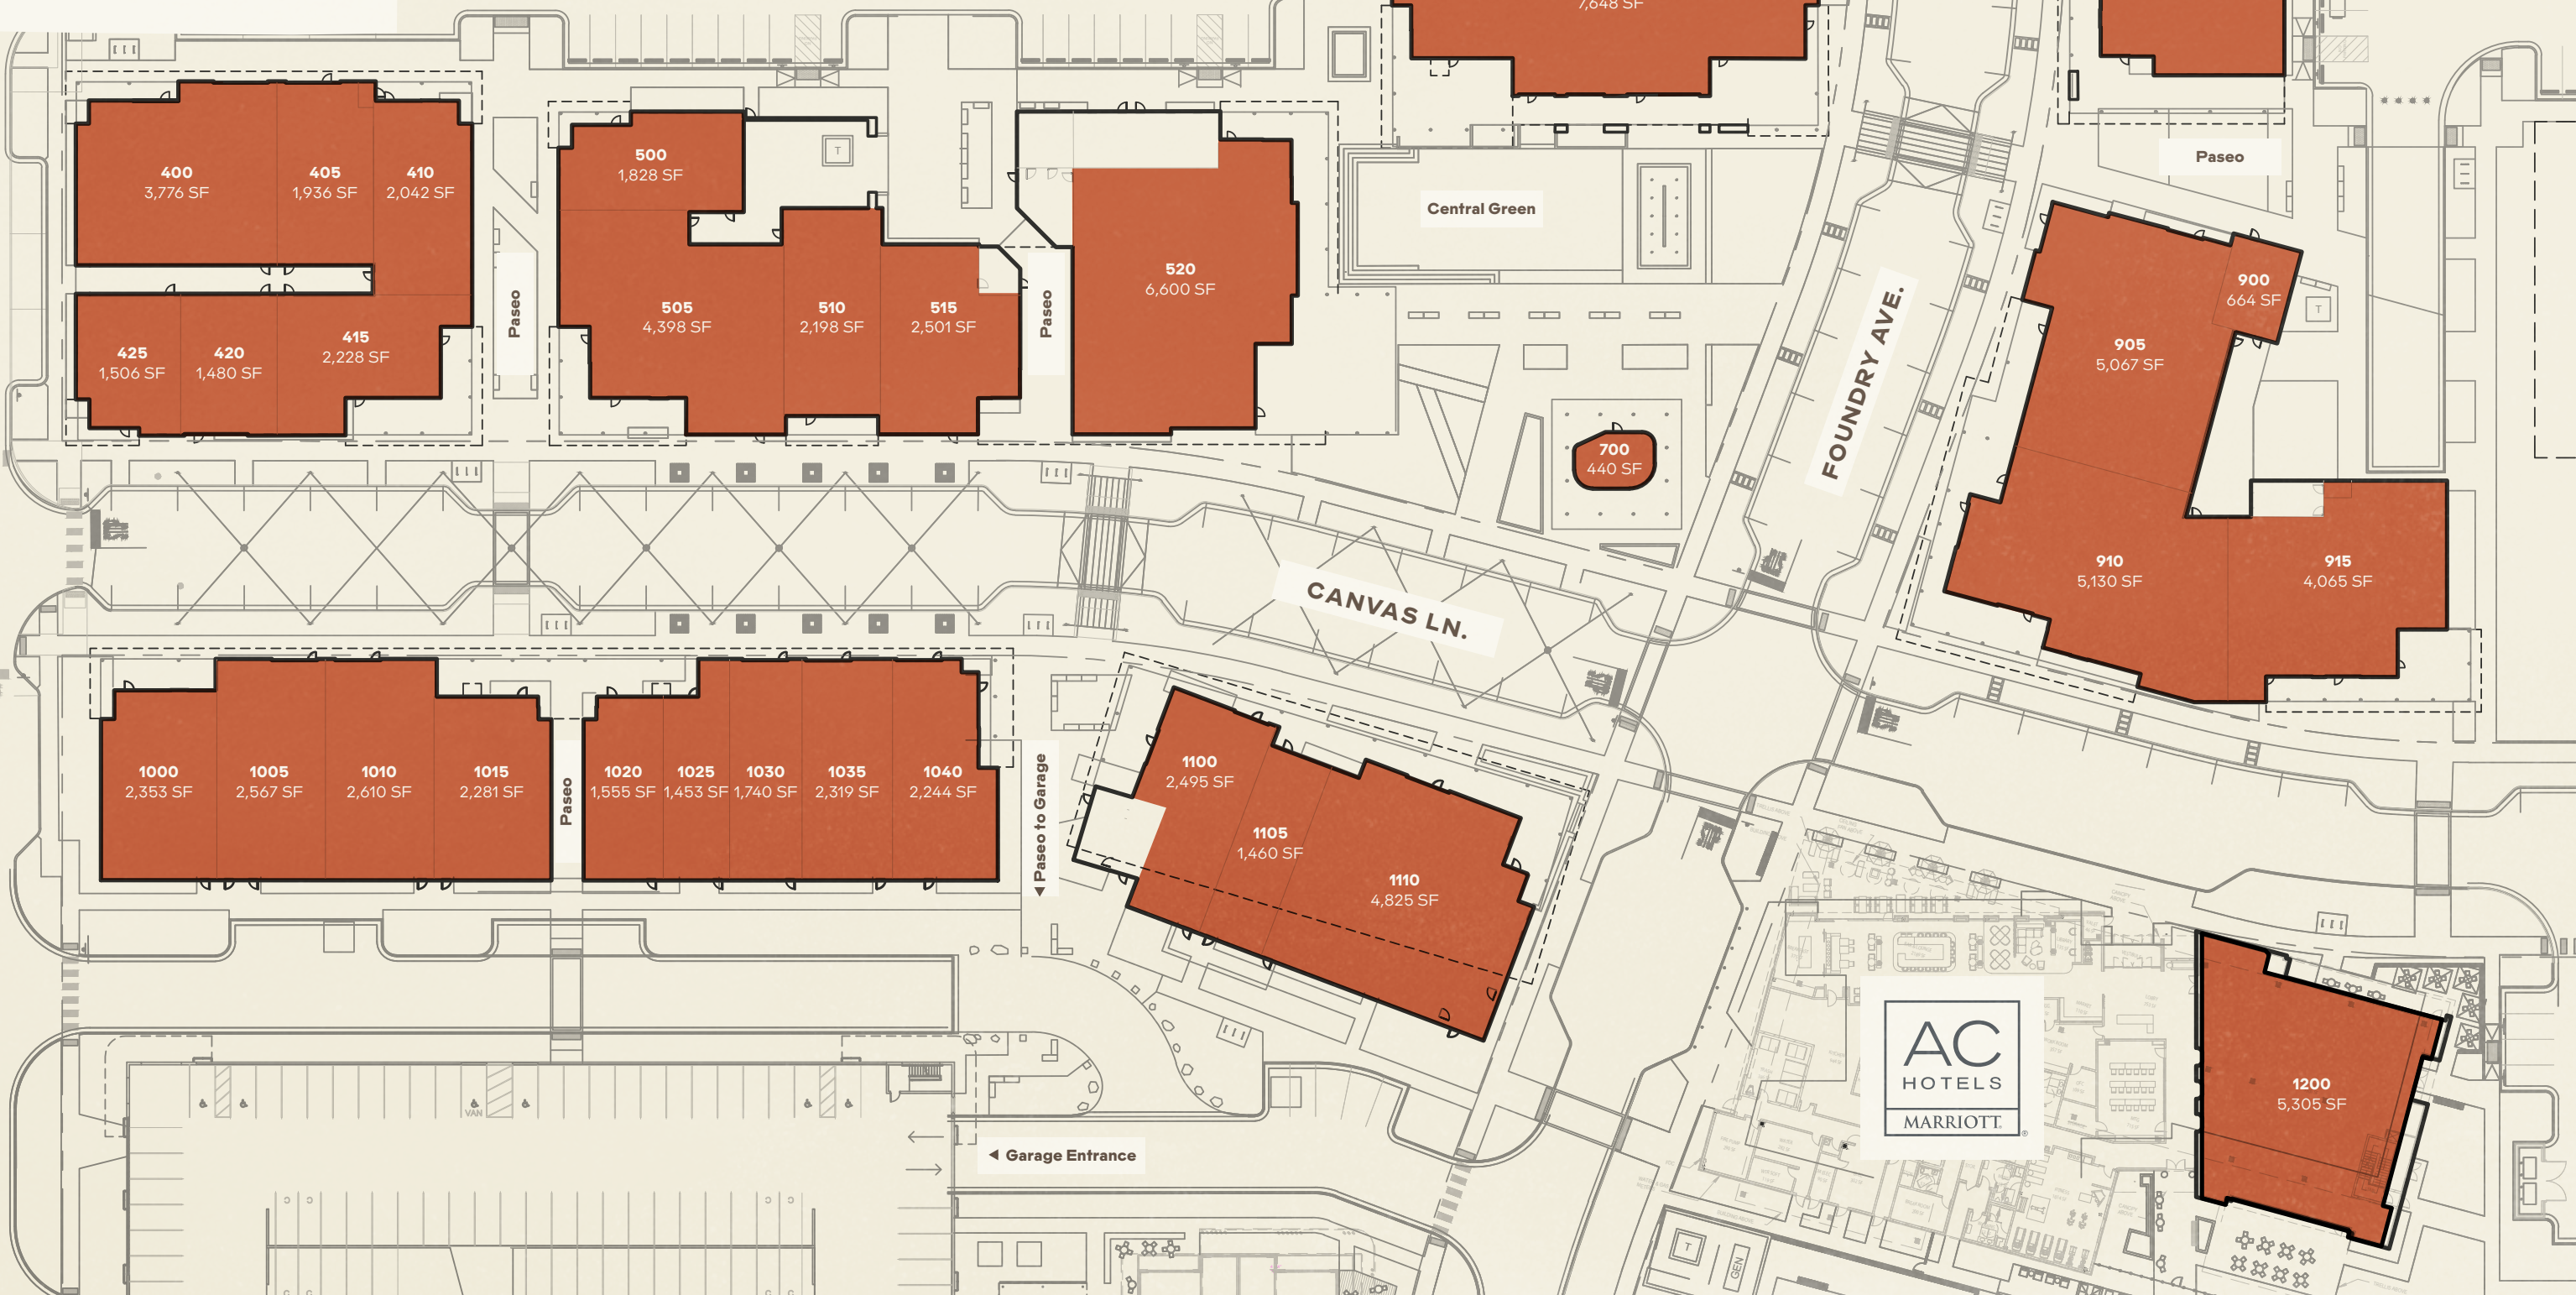 7,648 SF
400
3,776 SF
405
1,936 SF
410
2,042 SF
425
1,506 SF
420
1,480 SF
415
2,228 SF
Paseo
500
1,828 SF
T
505
4,398 SF
510
2,198 SF
515
2,501 SF
Paseo
520
6,600 SF
Central Green
700
440 SF
FOUNDRY AVE.
Paseo
900
664 SF
T
905
5,067 SF
910
5,130 SF
915
4,065 SF
CANVAS LN.
1000
2,353 SF
1005
2,567 SF
1010
2,610 SF
1015
2,281 SF
Paseo
1020
1,555 SF
1025
1,453 SF
1030
1,740 SF
1035
2,319 SF
1040
2,244 SF
Paseo to Garage
1100
2,495 SF
1105
1,460 SF
1110
4,825 SF
AC
HOTELS
MARRIOTT
1200
5,305 SF
VAN
Garage Entrance
T
GEN